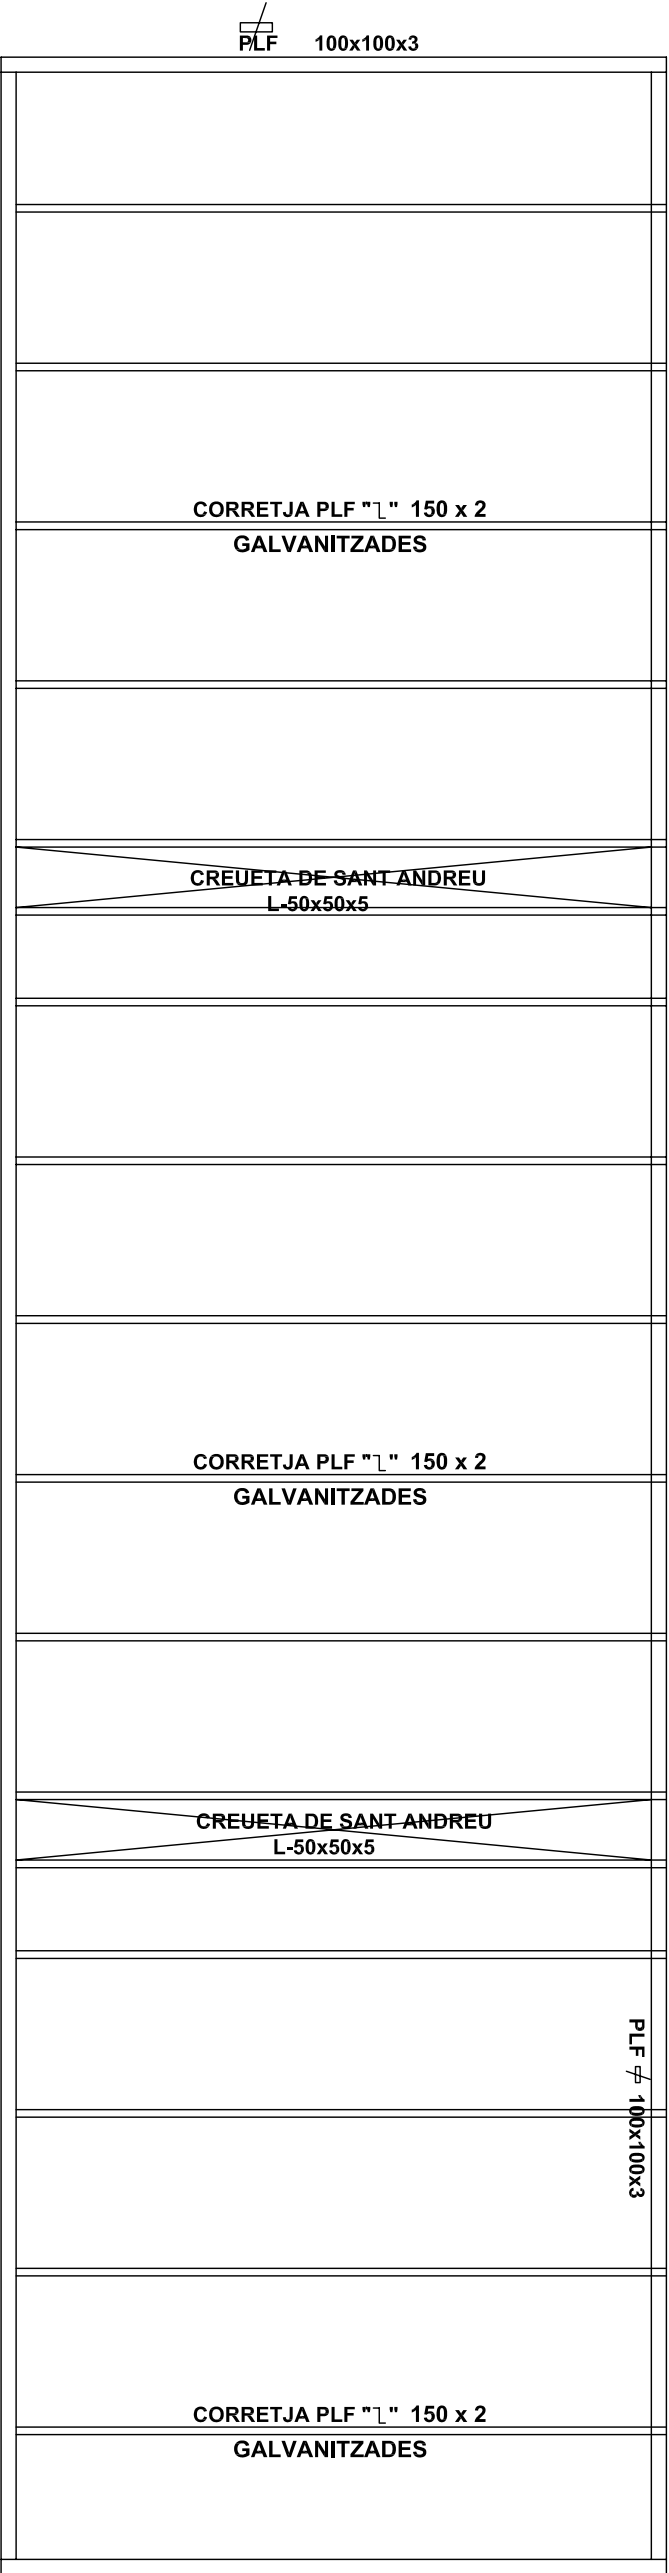 PLF 100x100x3
CORRETJA PLF "ʅ" 150 x 2
GALVANITZADES
CREUETA DE SANT ANDREU
L-50x50x5
CORRETJA PLF "ʅ" 150 x 2
GALVANITZADES
CREUETA DE SANT ANDREU
L-50x50x5
PLF 100x100x3
CORRETJA PLF "ʅ" 150 x 2
GALVANITZADES